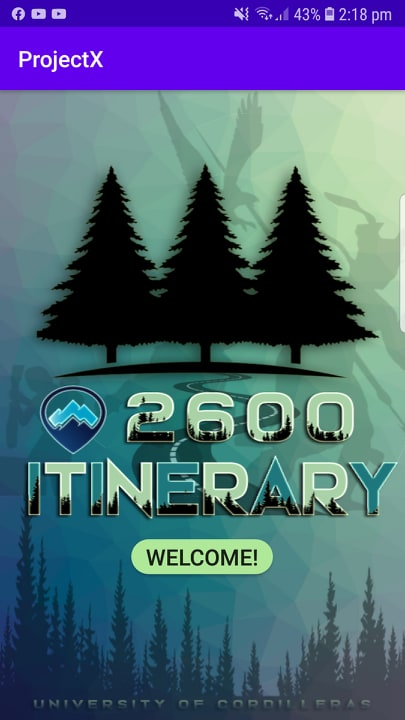 43% 2:18 pm
ProjectX
2600
ITINERARY
WELCOME!
UNIVERSITY OF CORDILLERAS